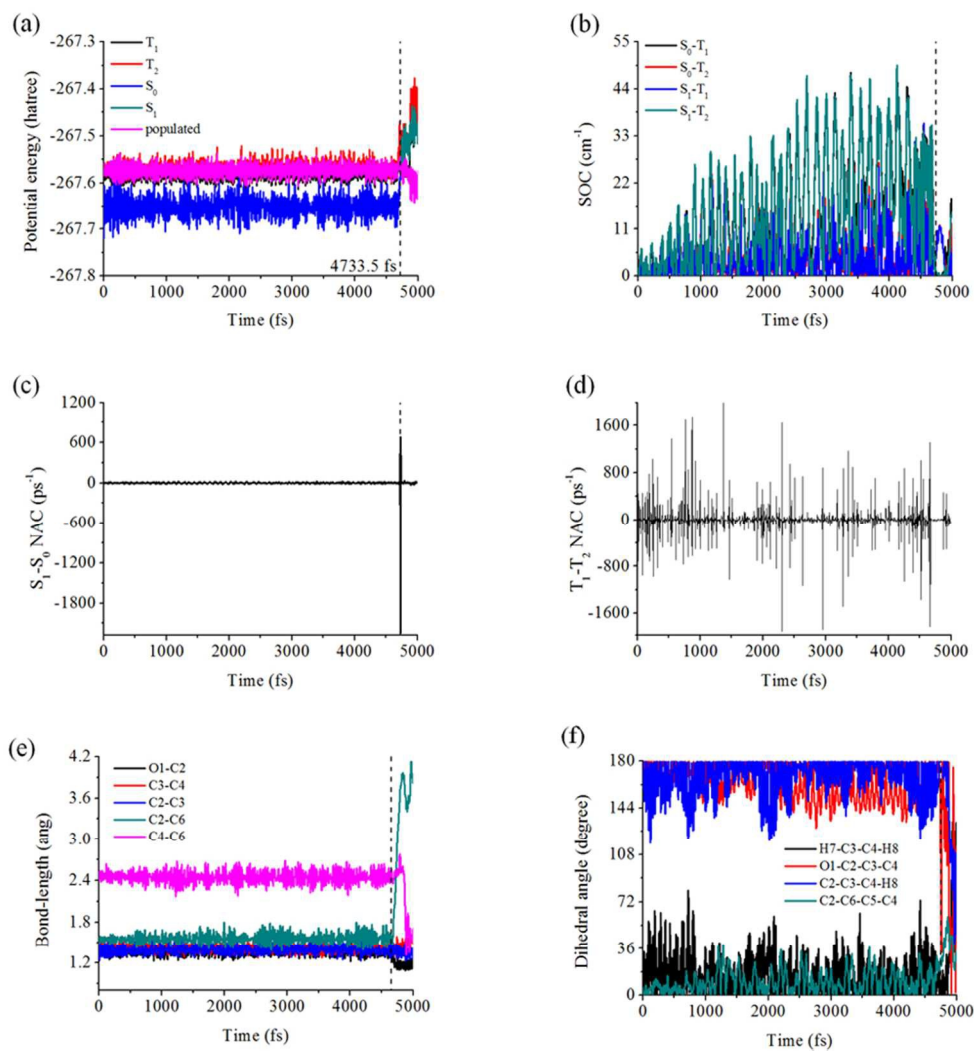 (a)
-267.3
-267.4
-267.5
-267.6
-267.7
-267.8
Potential energy (hatree)
T1
T2
S0
S1
populated
4733.5 fs
0 1000 2000 3000 4000 5000
Time (fs)
(b)
55
44
33
22
11
0
SOC (cm-1)
S0-T1
S0-T2
S1-T1
S1-T2
0 1000 2000 3000 4000 5000
Time (fs)
(c)
1200
600
0
-600
-1200
-1800
S1-S0 NAC (ps-1)
0 1000 2000 3000 4000 5000
Time (fs)
(d)
1600
800
0
-800
-1600
T1-T2 NAC (ps-1)
0 1000 2000 3000 4000 5000
Time (fs)
(e)
4.2
3.6
3.0
2.4
1.8
1.2
Bond-length (ang)
O1-C2
C3-C4
C2-C3
C2-C6
C4-C6
0 1000 2000 3000 4000 5000
Time (fs)
(f)
180
144
108
72
36
0
Dihedral angle (degree)
H7-C3-C4-H8
O1-C2-C3-C4
C2-C3-C4-H8
C2-C6-C5-C4
0 1000 2000 3000 4000 5000
Time (fs)